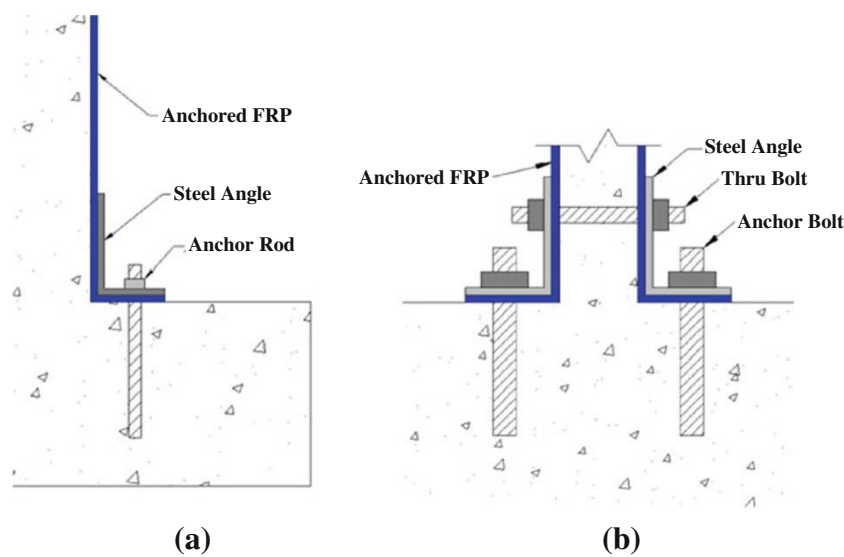 Anchored FRP
Steel Angle
Anchor Rod
(a)
Steel Angle
Anchored FRP
Thru Bolt
Anchor Bolt
(b)